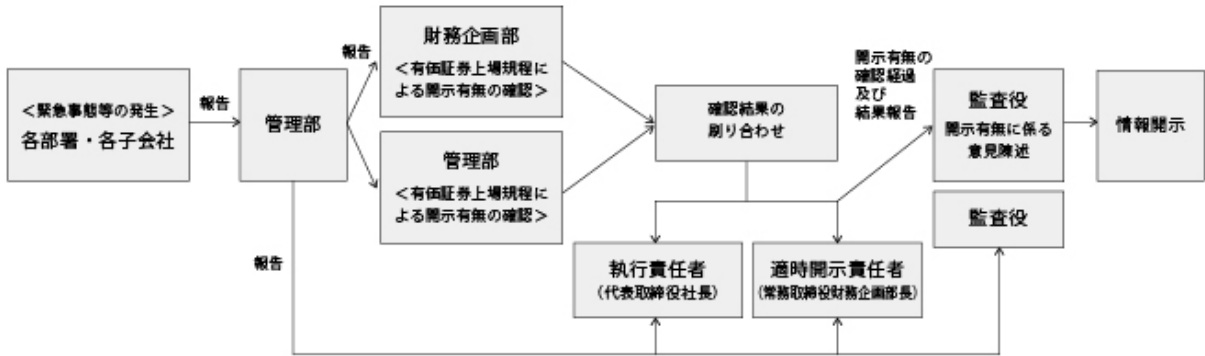 ＜緊急事態等の発生＞
各部署・各子会社
報告
管理部
報告
財務企画部
＜有価証券上場規程に
よる開示有無の確認＞
管理部
＜有価証券上場規程に
よる開示有無の確認＞
確認結果の
刷り合わせ
開示有無の
確認経過
及び
結果報告
監査役
開示有無に係る
意見陳述
情報開示
監査役
報告
執行責任者
（代表取締役社長）
適時開示責任者
（常務取締役財務企画部長）